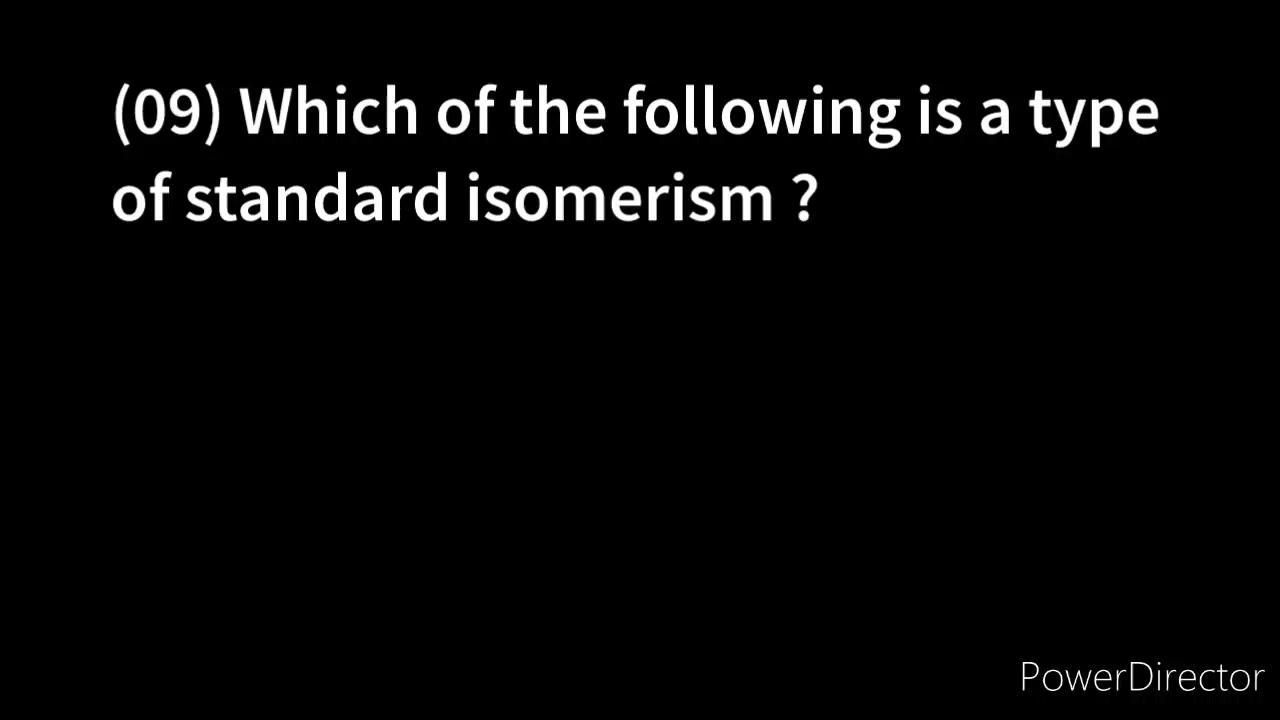 (09) Which of the following is a type
of standard isomerism ?
PowerDirector